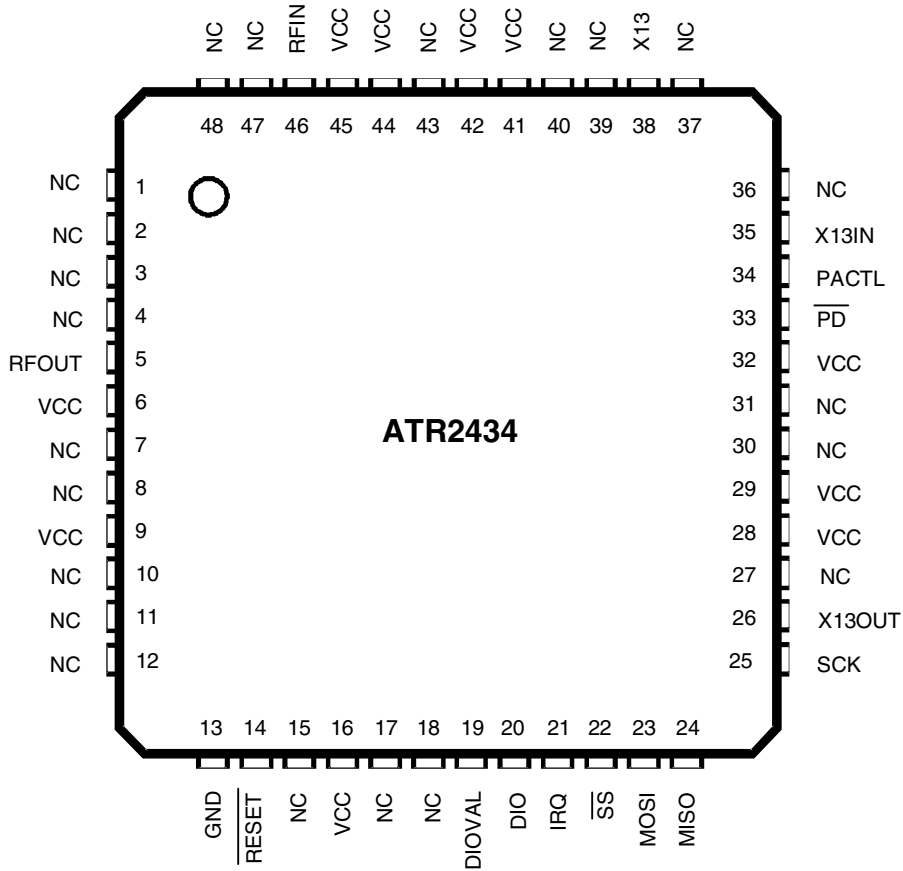 NC NC RFIN VCC VCC NC VCC VCC NC NC X13 NC
48 47 46 45 44 43 42 41 40 39 38 37
NC 1 36 NC
NC 2 35 X13IN
NC 3 34 PACTL
NC 4 33 PD
RFOUT 5 32 VCC
VCC 6 31 NC
ATR2434
NC 7 30 NC
NC 8 29 VCC
VCC 9 28 VCC
NC 10 27 NC
NC 11 26 X13OUT
NC 12 25 SCK
13 14 15 16 17 18 19 20 21 22 23 24
GND RESET NC VCC NC NC DIOVAL DIO IRQ SS MOSI MISO